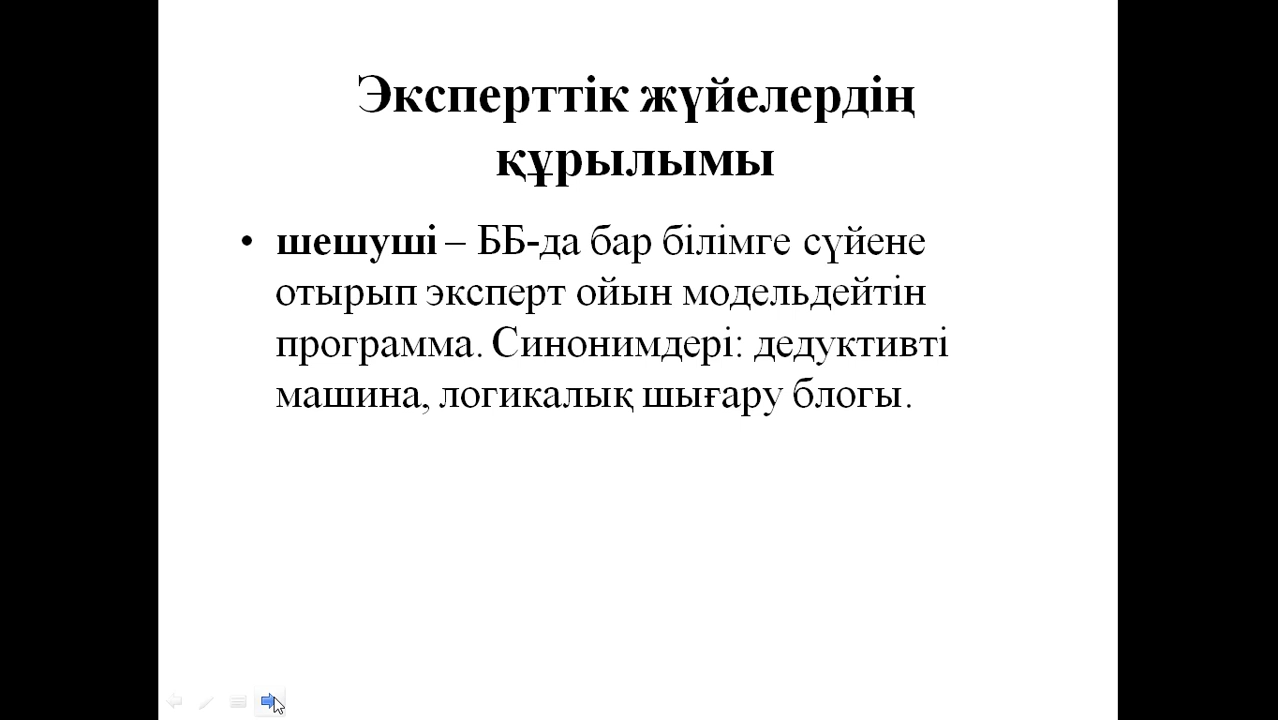 Эксперттік жүйелердің
құрылымы
• шешуші – ББ-да бар білімге сүйене
отырып эксперт ойын модельдейтін
программа. Синонимдері: дедуктивті
машина, логикалық шығару блогы.